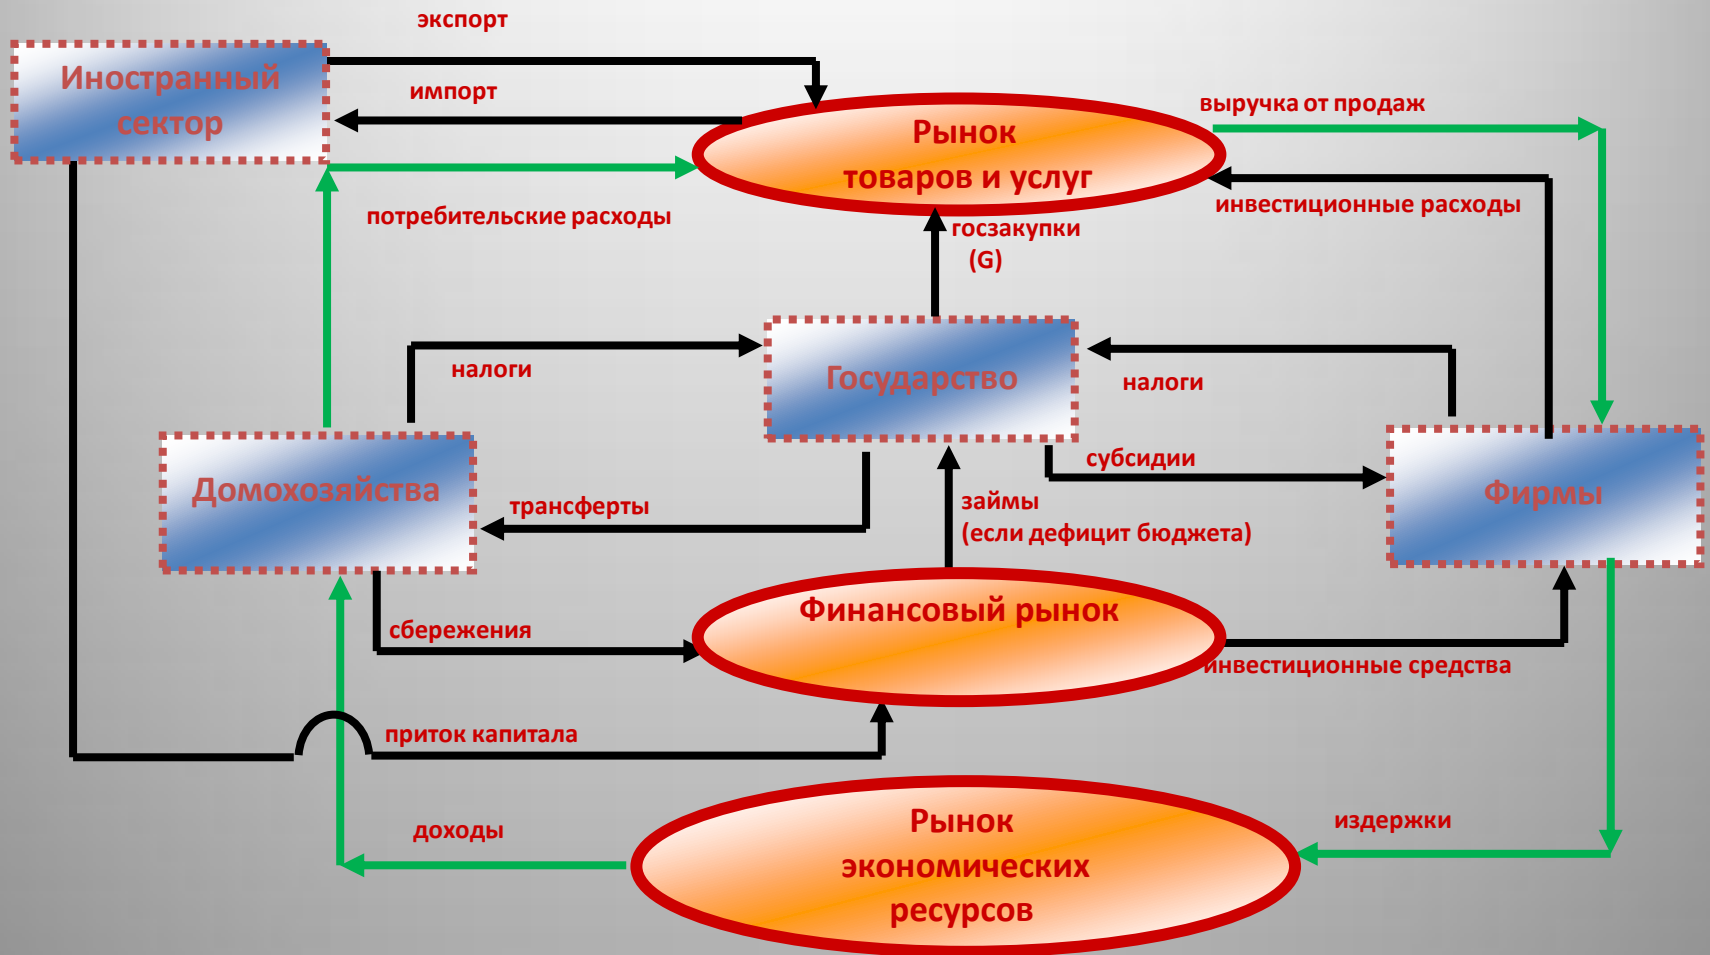 экспорт
Иностранный
сектор
импорт
выручка от продаж
Рынок
товаров и услуг
потребительские расходы
инвестиционные расходы
госзакупки
(G)
налоги
Государство
налоги
Домохозяйства
субсидии
Фирмы
трансферты
займы
(если дефицит бюджета)
Финансовый рынок
сбережения
инвестиционные средства
приток капитала
доходы
Рынок
экономических
ресурсов
издержки